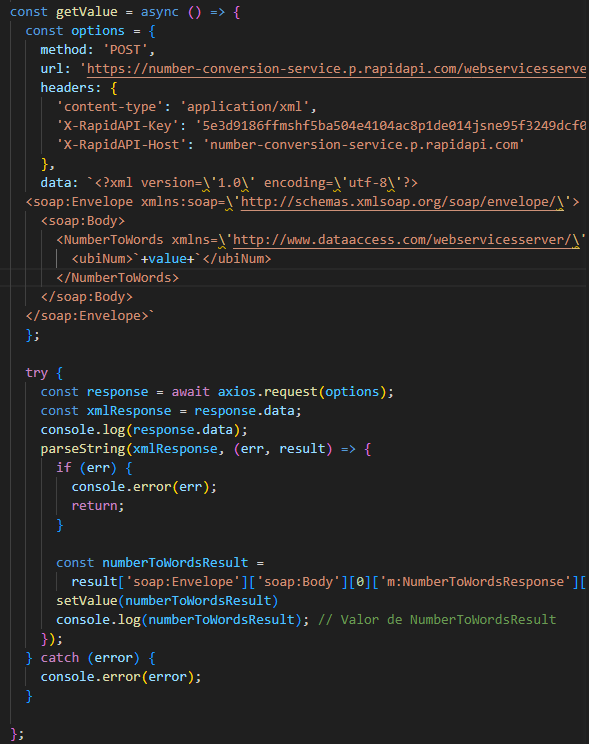 const getValue = async () => {
  const options = {
    method: 'POST',
    url: 'https://number-conversion-service.p.rapidapi.com/webservicesserve
    headers: {
      'content-type': 'application/xml',
      'X-RapidAPI-Key': '5e3d9186ffmshf5ba504e4104ac8p1de014jsne95f3249dcf0
      'X-RapidAPI-Host': 'number-conversion-service.p.rapidapi.com'
    },
    data: `<?xml version=\'1.0\' encoding=\'utf-8\'?>
  <soap:Envelope xmlns:soap=\'http://schemas.xmlsoap.org/soap/envelope/\'>
    <soap:Body>
      <NumberToWords xmlns=\'http://www.dataaccess.com/webservicesserver/\'
        <ubiNum>`+value+`</ubiNum>
      </NumberToWords>
    </soap:Body>
  </soap:Envelope>`
  };
  try {
    const response = await axios.request(options);
    const xmlResponse = response.data;
    console.log(response.data);
    parseString(xmlResponse, (err, result) => {
      if (err) {
        console.error(err);
        return;
      }
      const numberToWordsResult =
        result['soap:Envelope']['soap:Body'][0]['m:NumberToWordsResponse'][
      setValue(numberToWordsResult)
      console.log(numberToWordsResult); // Valor de NumberToWordsResult
    });
  } catch (error) {
    console.error(error);
  }
};